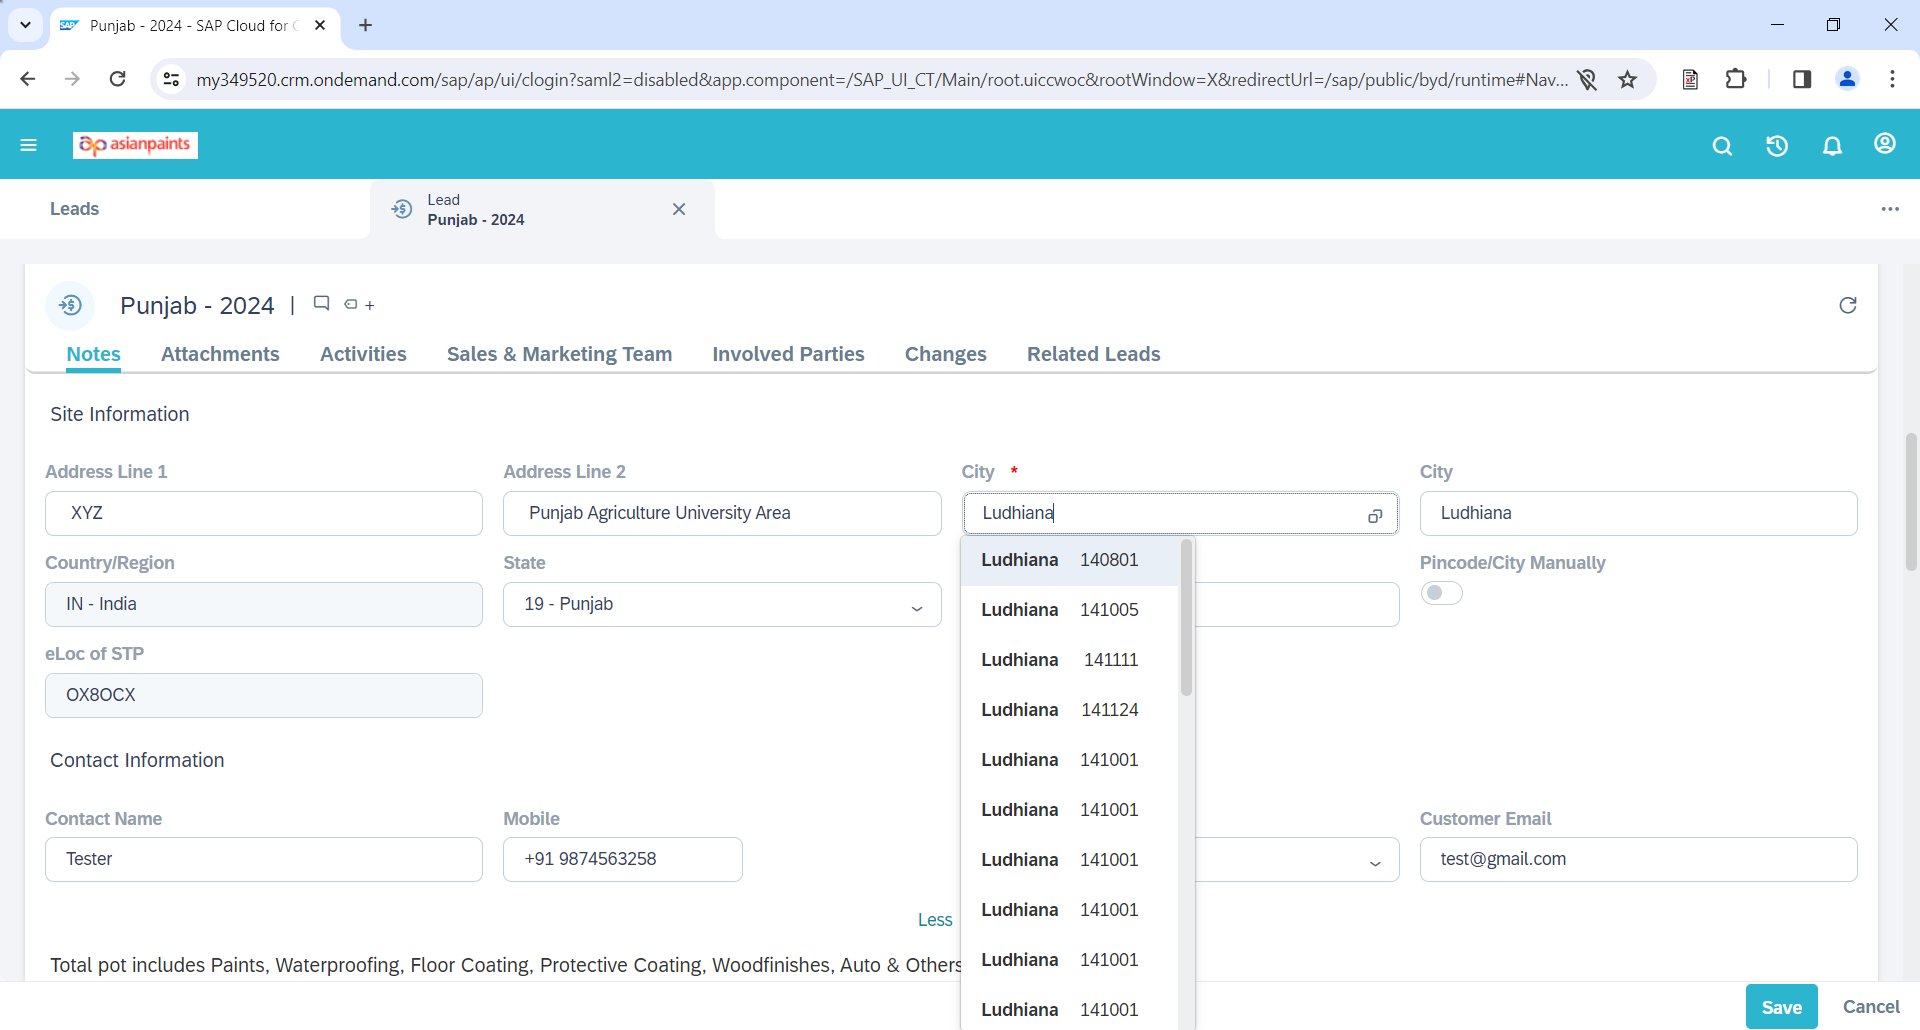 Punjab - 2024 - SAP Cloud for C
my349520.crm.ondemand.com/sap/ap/ui/clogin?saml2=disabled&app.component=/SAP_UI_CT/Main/root.uiccwoc&rootWindow=X&redirectUrl=/sap/public/byd/runtime#Nav...
ap asianpaints
Leads
Lead
Punjab - 2024
Punjab - 2024 |
Notes Attachments Activities Sales & Marketing Team Involved Parties Changes Related Leads
Site Information
Address Line 1 Address Line 2 City * City
XYZ Punjab Agriculture University Area Ludhiana Ludhiana
Ludhiana 140801
Country/Region State Pincode/City Manually
IN - India 19 - Punjab
Ludhiana 141005
eLoc of STP
Ludhiana 141111
OX8OCX
Ludhiana 141124
Contact Information
Ludhiana 141001
Ludhiana 141001
Contact Name Mobile Customer Email
Tester +91 9874563258 test@gmail.com
Ludhiana 141001
Ludhiana 141001
Less
Ludhiana 141001
Total pot includes Paints, Waterproofing, Floor Coating, Protective Coating, Woodfinishes, Auto & Others
Ludhiana 141001
Save Cancel